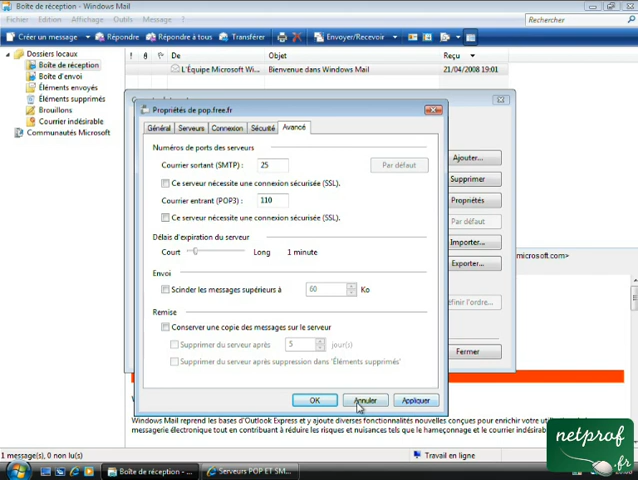 Boîte de réception - Windows Mail
Fichier Edition Affichage Outils Message ?
Rechercher
Créer un message Répondre Répondre à tous Transférer Envoyer/Recevoir
Dossiers locaux
Boîte de réception
Boîte d'envoi
Éléments envoyés
Éléments supprimés
Brouillons
Courrier indésirable
Communautés Microsoft
De Objet Reçu
L'Équipe Microsoft Wi... Bienvenue dans Windows Mail 21/04/2008 19:01
Propriétés de pop.free.fr
Général Serveurs Connexion Sécurité Avancé
Numéros de ports des serveurs
Courrier sortant (SMTP) : 25 Par défaut
Ce serveur nécessite une connexion sécurisée (SSL).
Courrier entrant (POP3) : 110
Ce serveur nécessite une connexion sécurisée (SSL).
Délais d'expiration du serveur
Court Long 1 minute
Envoi
Scinder les messages supérieurs à 60 Ko
Remise
Conserver une copie des messages sur le serveur
Supprimer du serveur après 5 jour(s)
Supprimer du serveur après suppression dans 'Éléments supprimés'
OK Annuler Appliquer
Ajouter...
Supprimer
Propriétés
Par défaut
Importer...
Exporter...
éfinir l'ordre...
Fermer
microsoft.com>
Windows Mail reprend les bases d'Outlook Express et y ajoute diverses fonctionnalités nouvelles conçues pour enrichir votre utilis
messagerie électronique tout en contribuant à réduire les risques et nuisances tels que le hameçonnage et le courrier indésirab
1 message(s), 0 non lu(s) Travail en ligne
Boîte de réception - ... Serveurs POP ET SM...
netprof
.fr